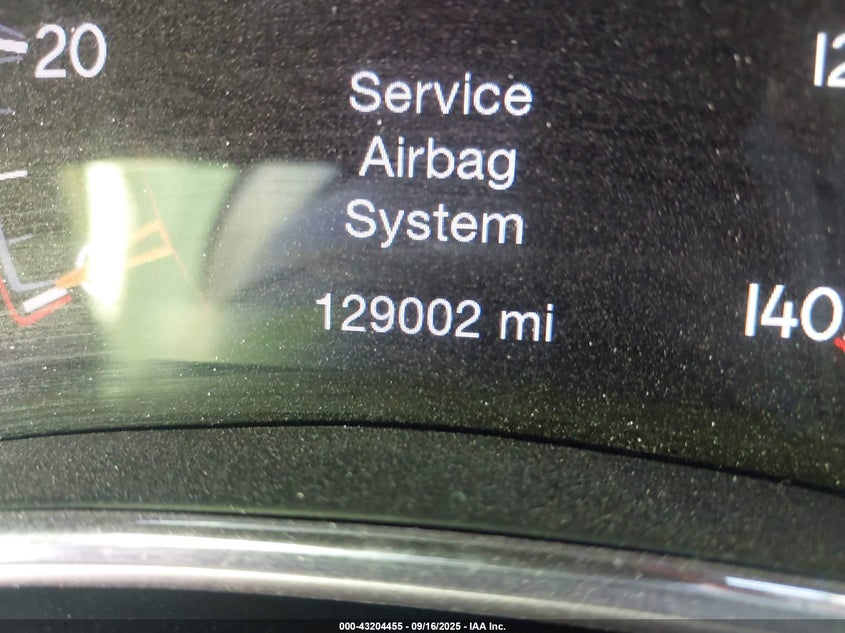 20
Service
Airbag
System
129002 mi
140
000-43204455 - 09/16/2025 - IAA Inc.